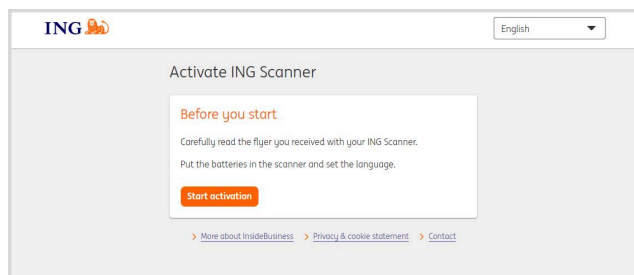 ING
English
Activate ING Scanner
Before you start
Carefully read the flyer you received with your ING Scanner.
Put the batteries in the scanner and set the language.
Start activation
More about InsideBusiness Privacy & cookie statement Contact